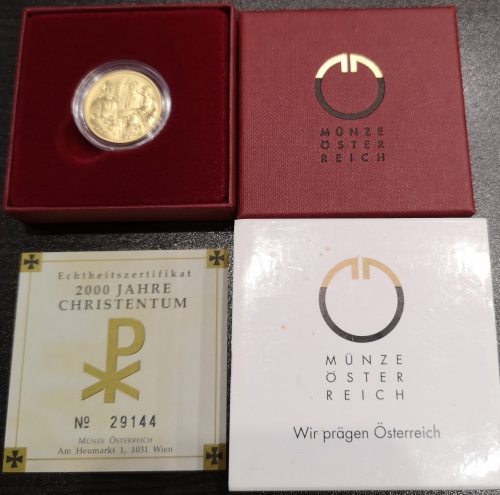 MÜNZE
ÖSTER
REICH
Echtheitszertifikat
2000 JAHRE
CHRISTENTUM
№ 29144
MÜNZE ÖSTERREICH
Am Heumarkt 1, 1031 Wien
MÜNZE
ÖSTER
REICH
Wir prägen Österreich